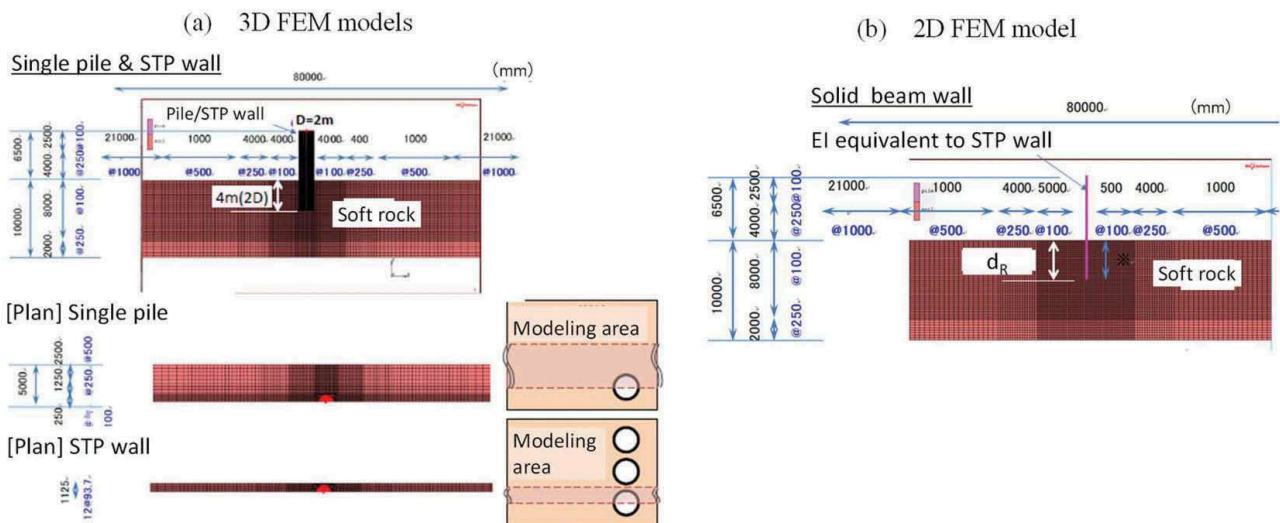 (a) 3D FEM models
Single pile & STP wall
(mm)
80000
Pile/STP wall
D=2m
21000 1000 4000 4000 4000 400 1000 21000
@1000 @500 @250 @100 @100 @250 @500 @1000
6500
2500
4000
@250@100
10000
8000
2000
@100
@250
4m(2D)
Soft rock
[Plan] Single pile
5000
2500
1250
250
@500
@250
100
Modeling area
[Plan] STP wall
1125
12@93.7
Modeling
area
(b) 2D FEM model
Solid beam wall
80000
(mm)
EI equivalent to STP wall
21000 1000 4000 5000 500 4000 1000
@1000 @500 @250 @100 @100 @250 @500
6500
2500
4000
@250@100
10000
8000
2000
@100
@250
dR
※
Soft rock